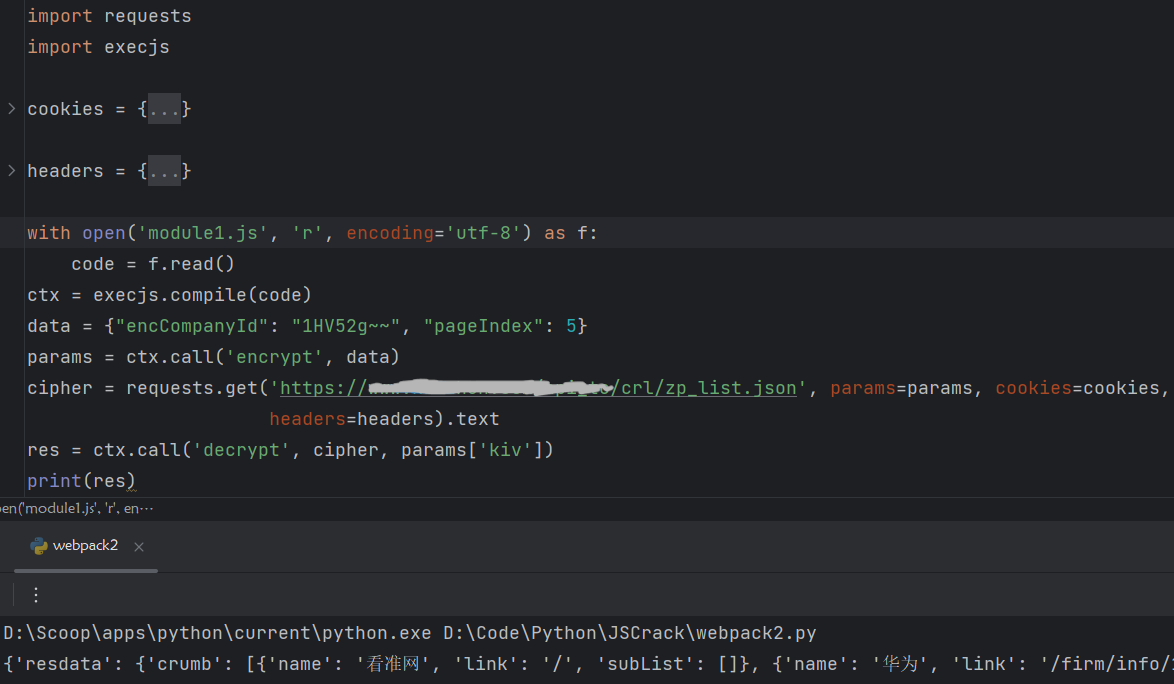 import requests
import execjs
cookies = {...}
headers = {...}
with open('module1.js', 'r', encoding='utf-8') as f:
    code = f.read()
ctx = execjs.compile(code)
data = {"encCompanyId": "1HV52g~~", "pageIndex": 5}
params = ctx.call('encrypt', data)
cipher = requests.get('https:// /crl/zp_list.json', params=params, cookies=cookies,
headers=headers).text
res = ctx.call('decrypt', cipher, params['kiv'])
print(res)
en('module1.js', 'r', en···
webpack2
D:\Scoop\apps\python\current\python.exe D:\Code\Python\JSCrack\webpack2.py
{'resdata': {'crumb': [{'name': '看准网', 'link': '/', 'subList': []}, {'name': '华为', 'link': '/firm/info/